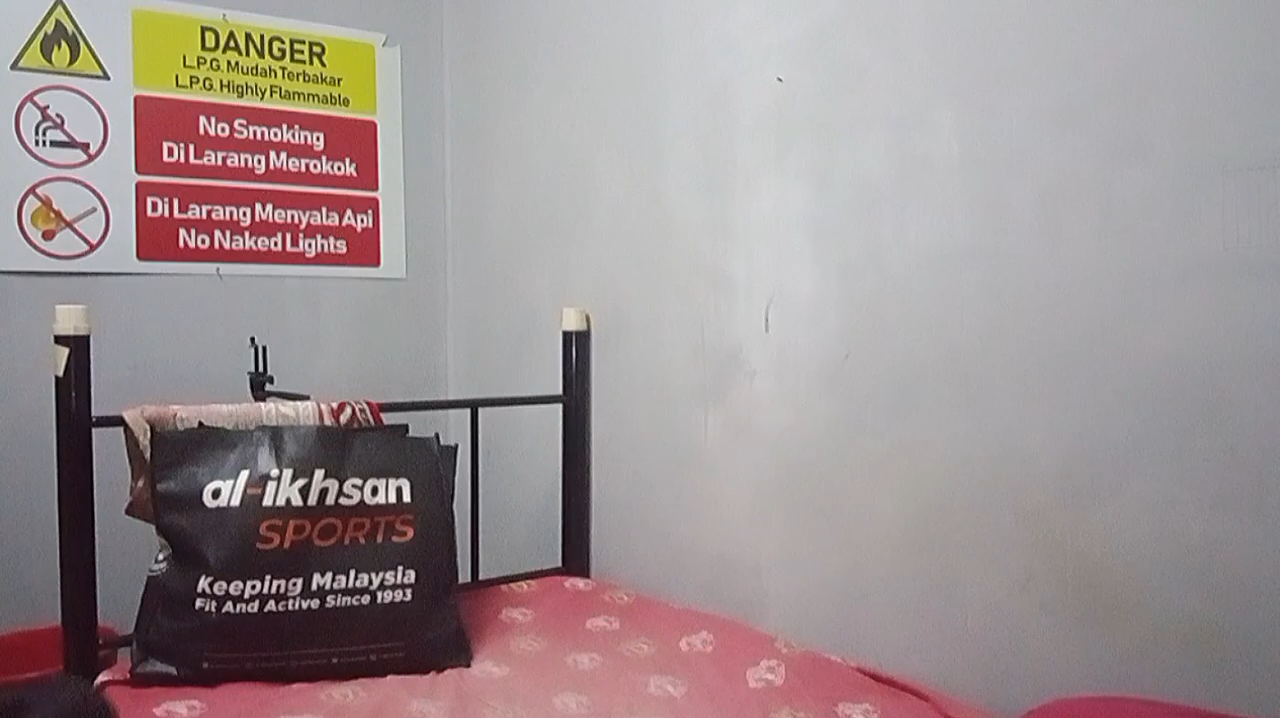 DANGER
L.P.G. Mudah Terbakar
L.P.G. Highly Flammable
No Smoking
Di Larang Merokok
Di Larang Menyala Api
No Naked Lights
al-ikhsan
SPORTS
Keeping Malaysia
Fit And Active Since 1993